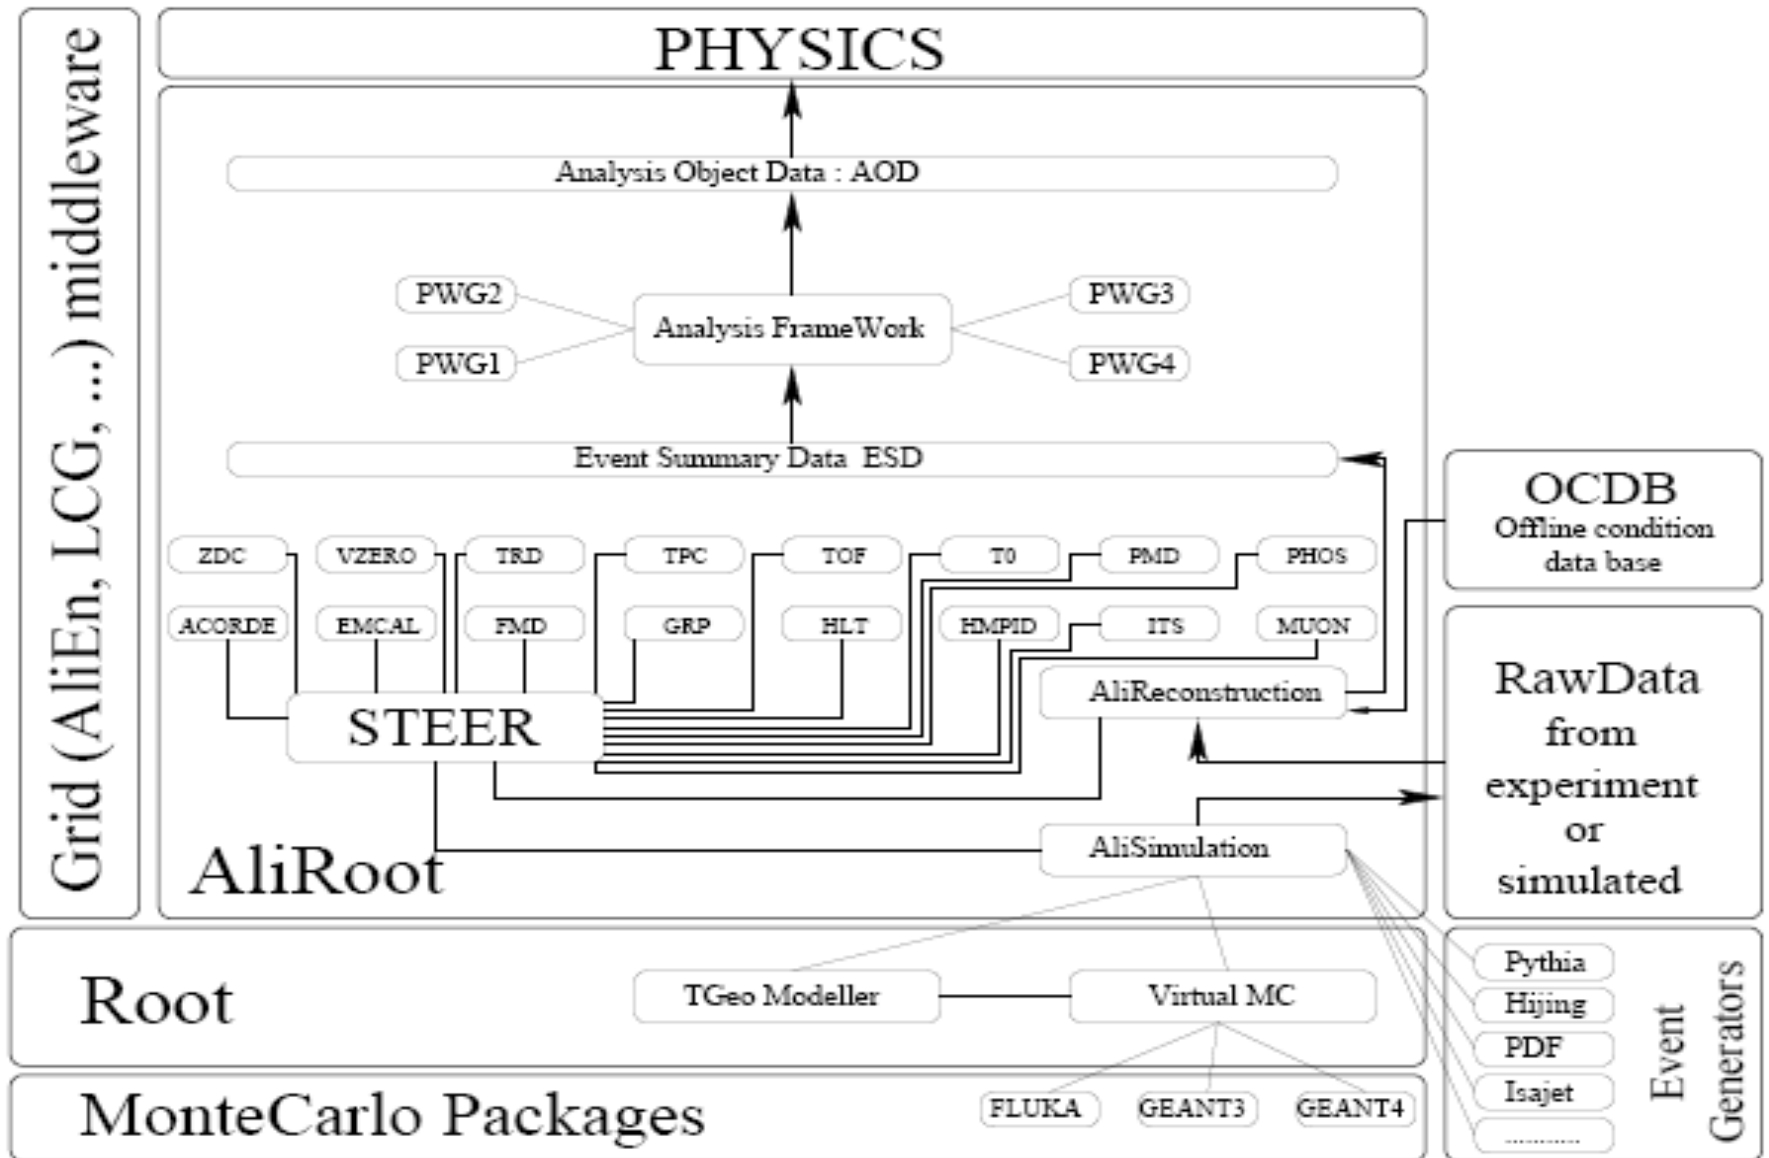 Grid (AliEn, LCG, ...) middleware
PHYSICS
Analysis Object Data : AOD
PWG2
PWG3
Analysis FrameWork
PWG1
PWG4
Event Summary Data ESD
OCDB
Offline condition
data base
ZDC
VZERO
TRD
TPC
TOF
T0
PMD
PHOS
ACORDE
EMCAL
FMD
GRP
HLT
HMPID
ITS
MUON
AliReconstruction
STEER
RawData
from
experiment
or
simulated
AliSimulation
AliRoot
Root
TGeo Modeller
Virtual MC
Pythia
Hijing
PDF
Isajet
............
Event
Generators
MonteCarlo Packages
FLUKA
GEANT3
GEANT4